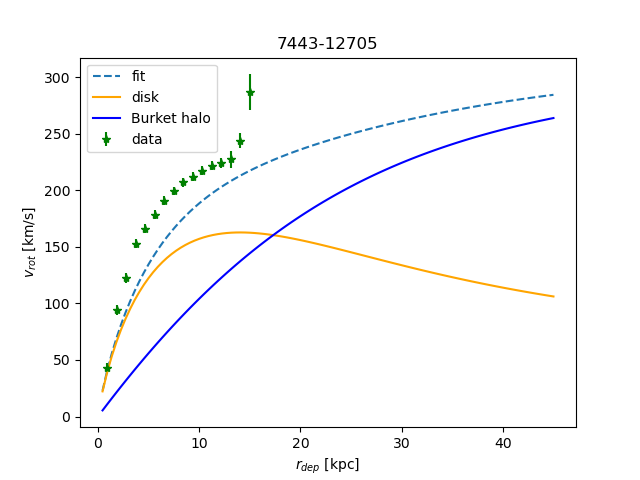 7443-12705
fit
disk
Burket halo
data
300
250
200
150
100
50
0
v_rot [km/s]
0 10 20 30 40
r_dep [kpc]